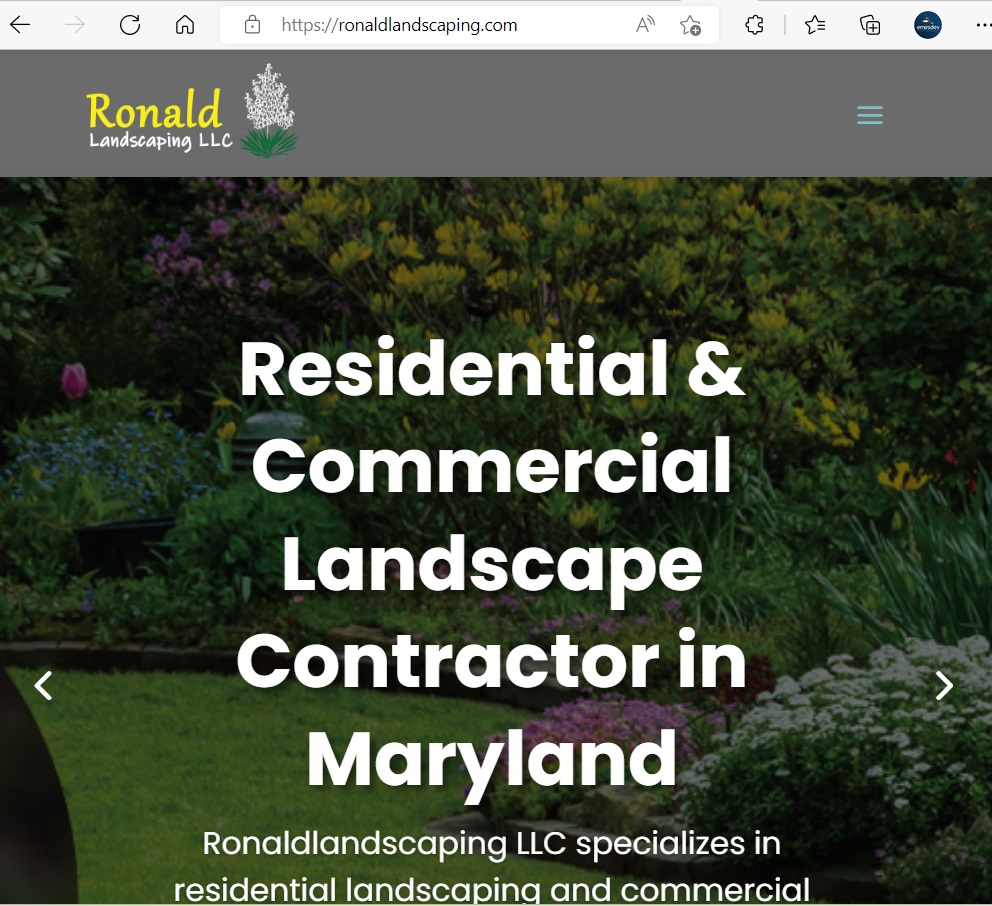 https://ronaldlandscaping.com
Ronald
Landscaping LLC
Residential &
Commercial
Landscape
Contractor in
Maryland
Ronaldlandscaping LLC specializes in
residential landscaping and commercial